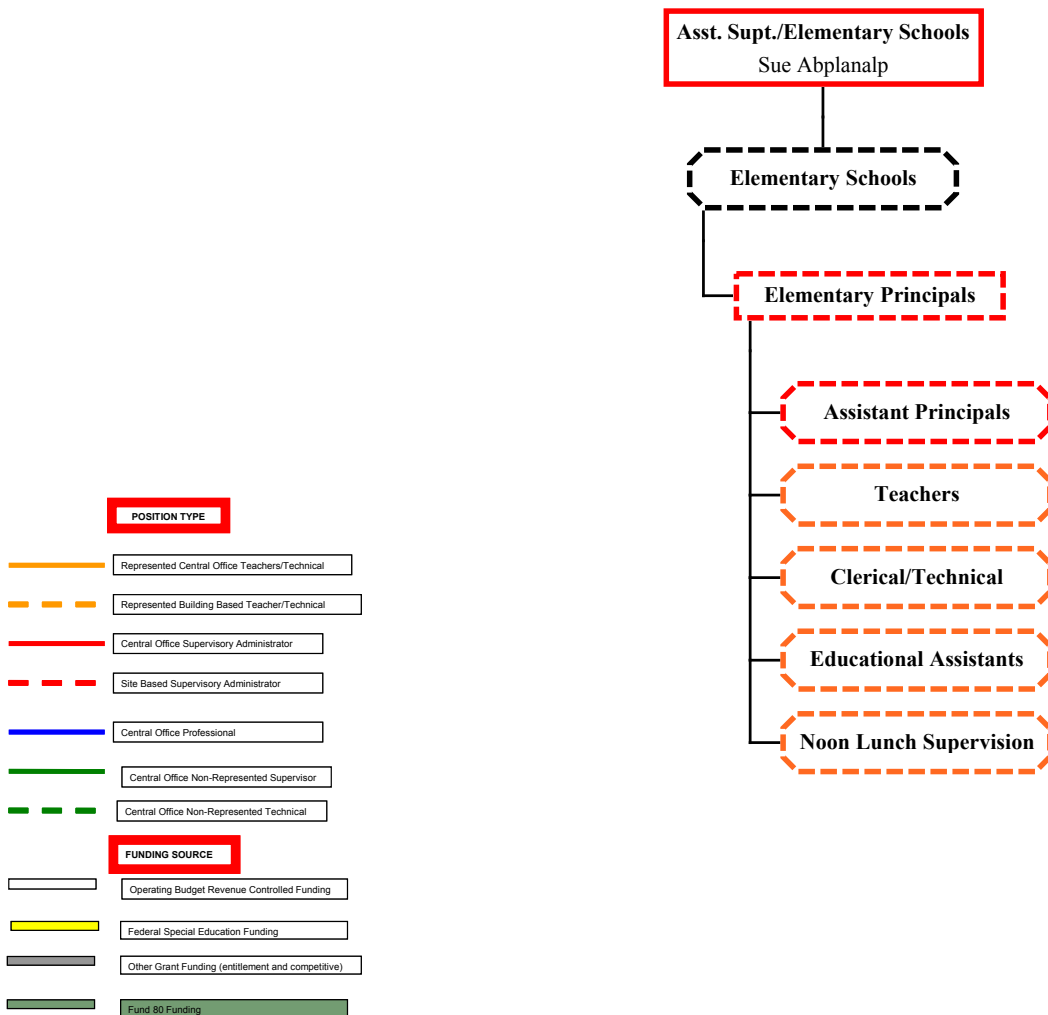 Asst. Supt./Elementary Schools
Sue Abplanalp
Elementary Schools
Elementary Principals
Assistant Principals
Teachers
Clerical/Technical
Educational Assistants
Noon Lunch Supervision
POSITION TYPE
Represented Central Office Teachers/Technical
Represented Building Based Teacher/Technical
Central Office Supervisory Administrator
Site Based Supervisory Administrator
Central Office Professional
Central Office Non-Represented Supervisor
Central Office Non-Represented Technical
FUNDING SOURCE
Operating Budget Revenue Controlled Funding
Federal Special Education Funding
Other Grant Funding (entitlement and competitive)
Fund 80 Funding